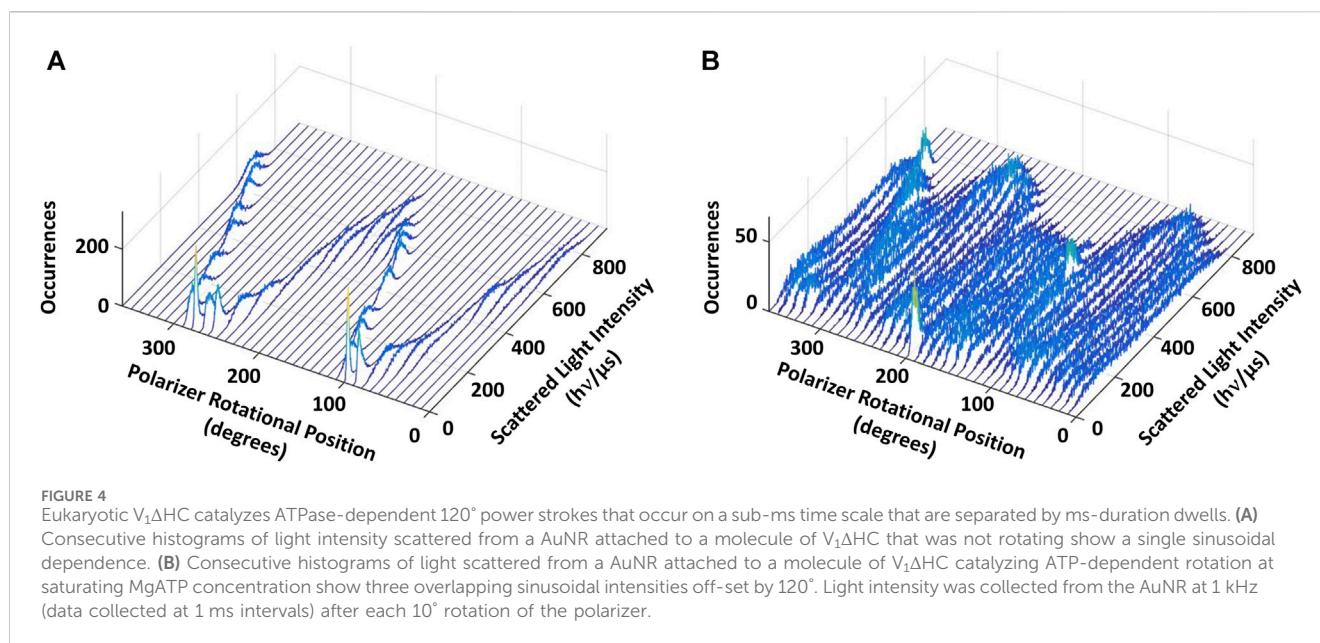 A
B
Occurrences
200
0
300
200
100
0
Polarizer Rotational Position
(degrees)
0
200
400
600
800
Scattered Light Intensity
(hν/μs)
Occurrences
50
0
300
200
100
0
Polarizer Rotational Position
(degrees)
0
200
400
600
800
Scattered Light Intensity
(hν/μs)
FIGURE 4
Eukaryotic V₁ΔHC catalyzes ATPase-dependent 120° power strokes that occur on a sub-ms time scale that are separated by ms-duration dwells. (A)
Consecutive histograms of light intensity scattered from a AuNR attached to a molecule of V₁ΔHC that was not rotating show a single sinusoidal
dependence. (B) Consecutive histograms of light scattered from a AuNR attached to a molecule of V₁ΔHC catalyzing ATP-dependent rotation at
saturating MgATP concentration show three overlapping sinusoidal intensities off-set by 120°. Light intensity was collected from the AuNR at 1 kHz
(data collected at 1 ms intervals) after each 10° rotation of the polarizer.